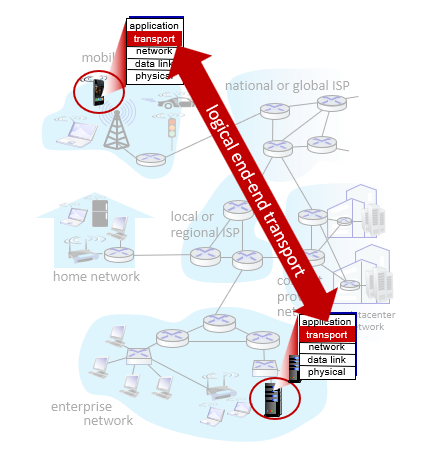 application
transport
network
data link
physical
mobil
national or global ISP
logical end-end transport
local or
regional ISP
home network
co
prov
net
tacenter
twork
application
transport
network
data link
physical
enterprise
network